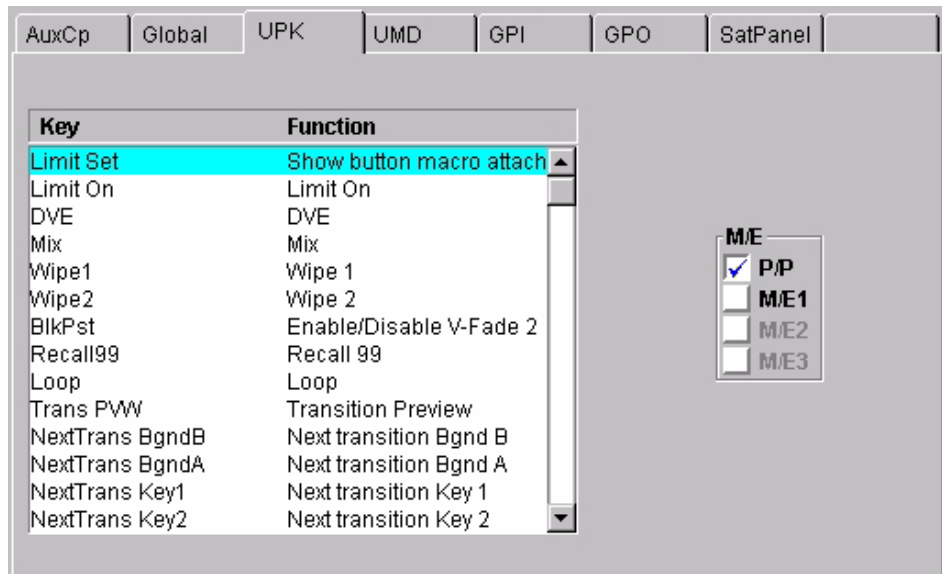 AuxCp Global UPK UMD GPI GPO SatPanel
Key Function
Limit Set Show button macro attach
Limit On Limit On
DVE DVE
Mix Mix
Wipe1 Wipe 1
Wipe2 Wipe 2
BlkPst Enable/Disable V-Fade 2
Recall99 Recall 99
Loop Loop
Trans PVW Transition Preview
NextTrans BgndB Next transition Bgnd B
NextTrans BgndA Next transition Bgnd A
NextTrans Key1 Next transition Key 1
NextTrans Key2 Next transition Key 2
M/E
P/P
M/E1
M/E2
M/E3